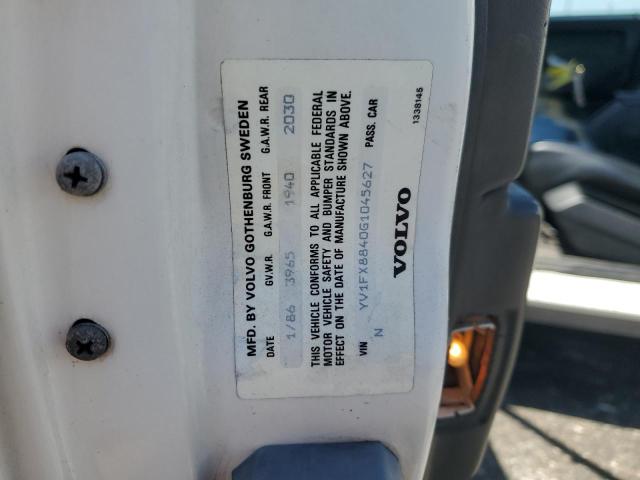 MFD. BY VOLVO GOTHENBURG SWEDEN
DATE G.V.W.R. G.A.W.R. FRONT G.A.W.R. REAR
1/86 3965 1940 2030
THIS VEHICLE CONFORMS TO ALL APPLICABLE FEDERAL
MOTOR VEHICLE SAFETY AND BUMPER STANDARDS IN
EFFECT ON THE DATE OF MANUFACTURE SHOWN ABOVE.
VIN YV1FX8840G1045627 PASS. CAR
N
VOLVO
1338145